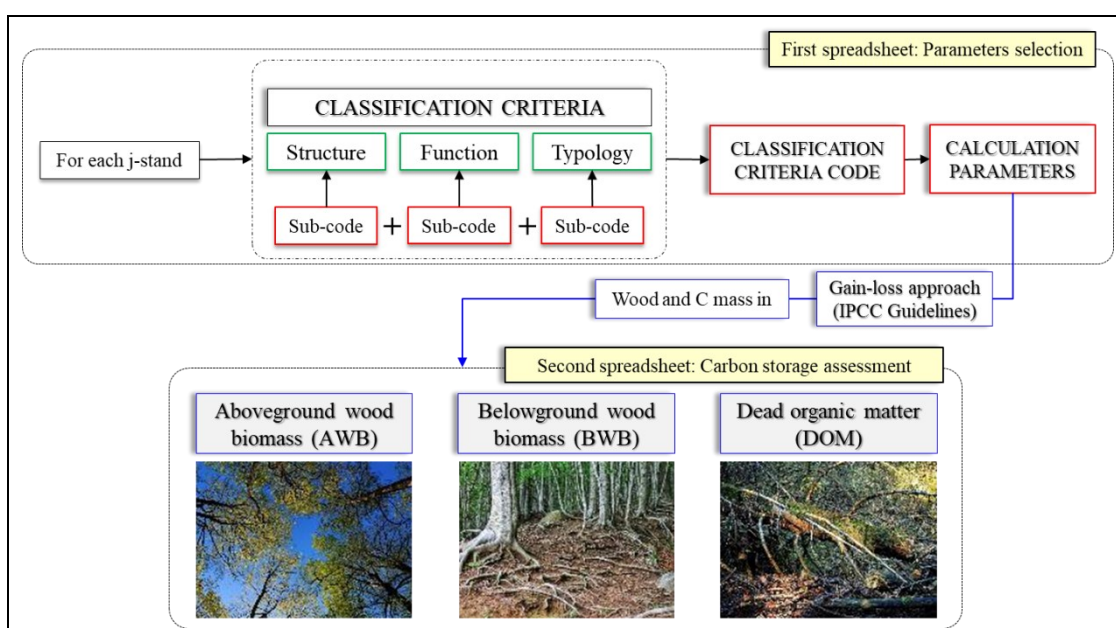 First spreadsheet: Parameters selection
CLASSIFICATION CRITERIA
For each j-stand
Structure
Function
Typology
Sub-code + Sub-code + Sub-code
CLASSIFICATION
CRITERIA CODE
CALCULATION
PARAMETERS
Gain-loss approach
(IPCC Guidelines)
Wood and C mass in
Second spreadsheet: Carbon storage assessment
Aboveground wood
biomass (AWB)
Belowground wood
biomass (BWB)
Dead organic matter
(DOM)